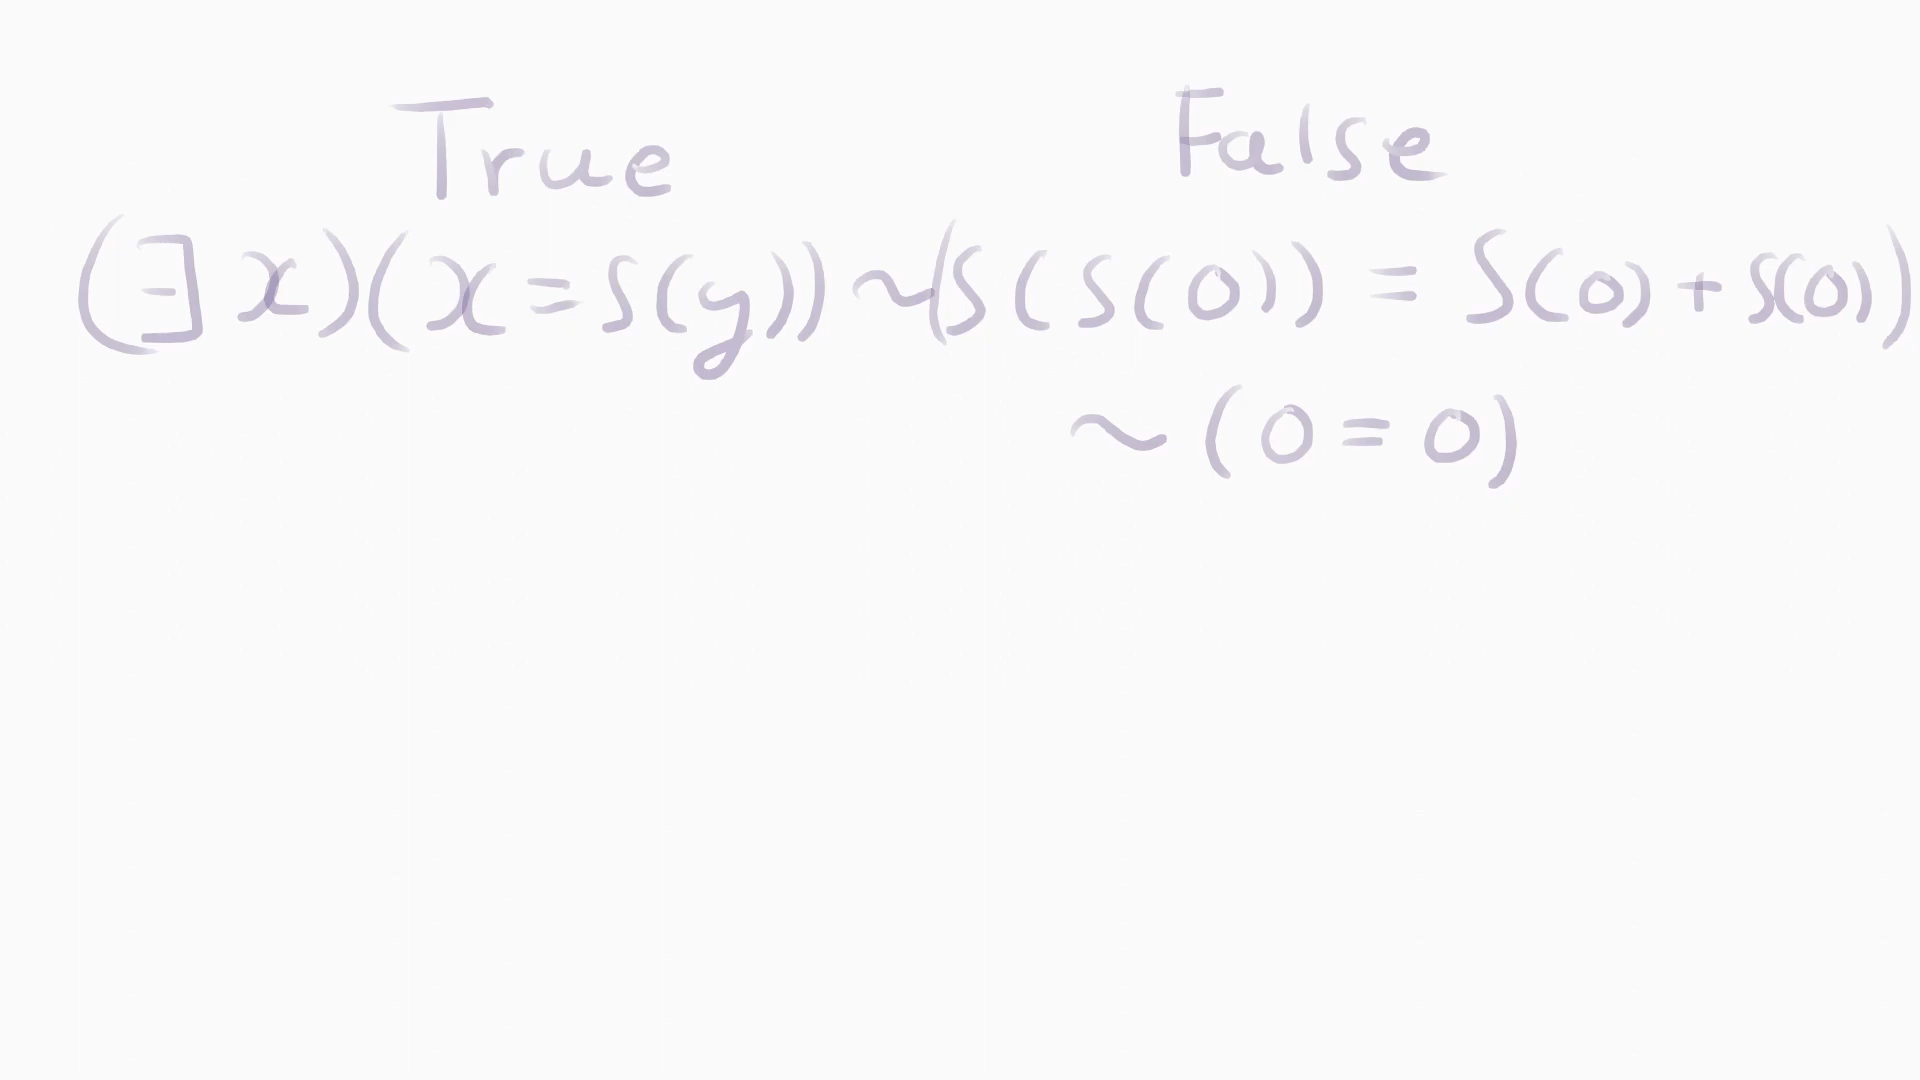 True False
(∃x)(x=S(y)) ~(S(S(0)) = S(0)+S(0))
~(0=0)